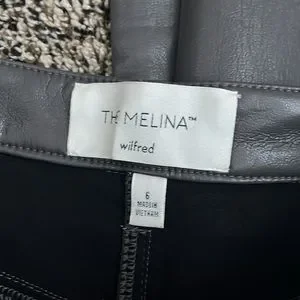 THE MELINA™
wilfred
6
MADE IN
VIETNAM